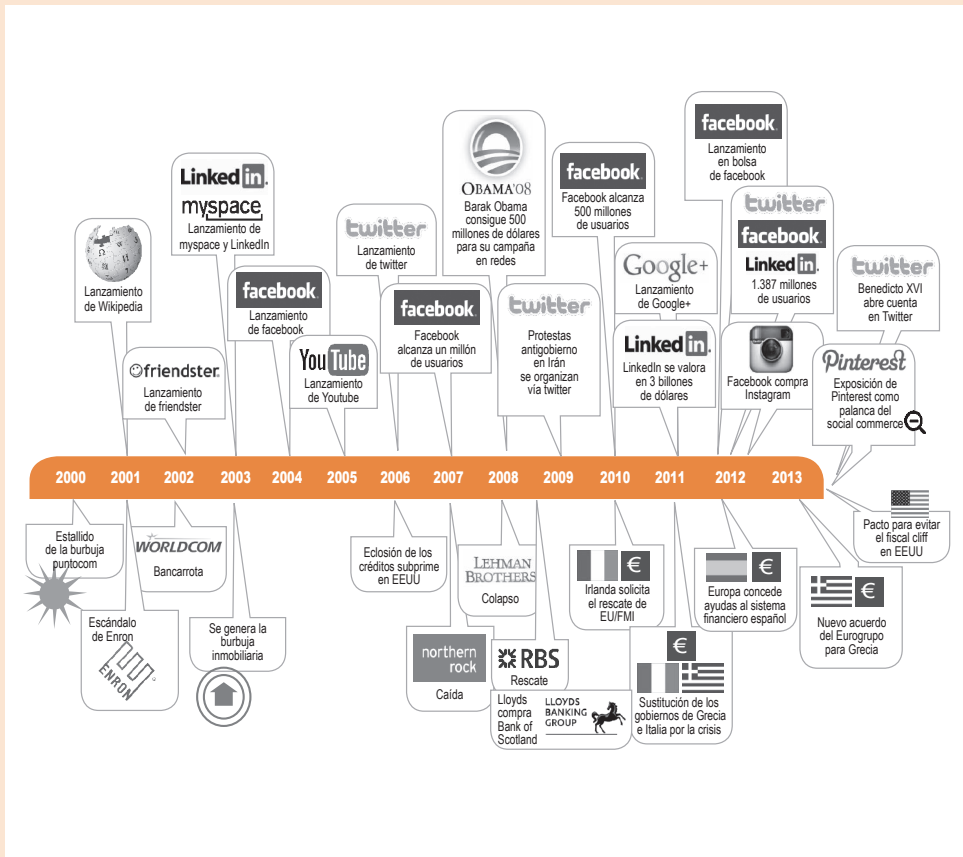 Lanzamiento
de Wikipedia
friendster
Lanzamiento
de friendster
Linked in.
myspace
Lanzamiento de
myspace y LinkedIn
facebook
Lanzamiento
de facebook
YouTube
Lanzamiento
de Youtube
twitter
Lanzamiento
de twitter
facebook
Facebook
alcanza un millón
de usuarios
OBAMA'08
Barak Obama
consigue 500
millones de dólares
para su campaña
en redes
twitter
Protestas
antigobierno
en Irán
se organizan
vía twitter
facebook
Facebook alcanza
500 millones
de usuarios
Google+
Lanzamiento
de Google+
Linked in.
LinkedIn se valora
en 3 billones
de dólares
facebook
Lanzamiento
en bolsa
de facebook
twitter
facebook
Linked in.
1.387 millones
de usuarios
Facebook compra
Instagram
twitter
Benedicto XVI
abre cuenta
en Twitter
Pinterest
Exposición de
Pinterest como
palanca del
social commerce
2000 2001 2002 2003 2004 2005 2006 2007 2008 2009 2010 2011 2012 2013
Estallido
de la burbuja
puntocom
Escándalo
de Enron
ENRON
WORLDCOM
Bancarrota
Se genera la
burbuja
inmobiliaria
Eclosión de los
créditos subprime
en EEUU
northern
rock
Caída
LEHMAN
BROTHERS
Colapso
RBS
Rescate
Lloyds
compra
Bank of
Scotland
LLOYDS
BANKING
GROUP
€
Irlanda solicita
el rescate de
EU/FMI
€
Sustitución de los
gobiernos de Grecia
e Italia por la crisis
€
Europa concede
ayudas al sistema
financiero español
€
Nuevo acuerdo
del Eurogrupo
para Grecia
Pacto para evitar
el fiscal cliff
en EEUU